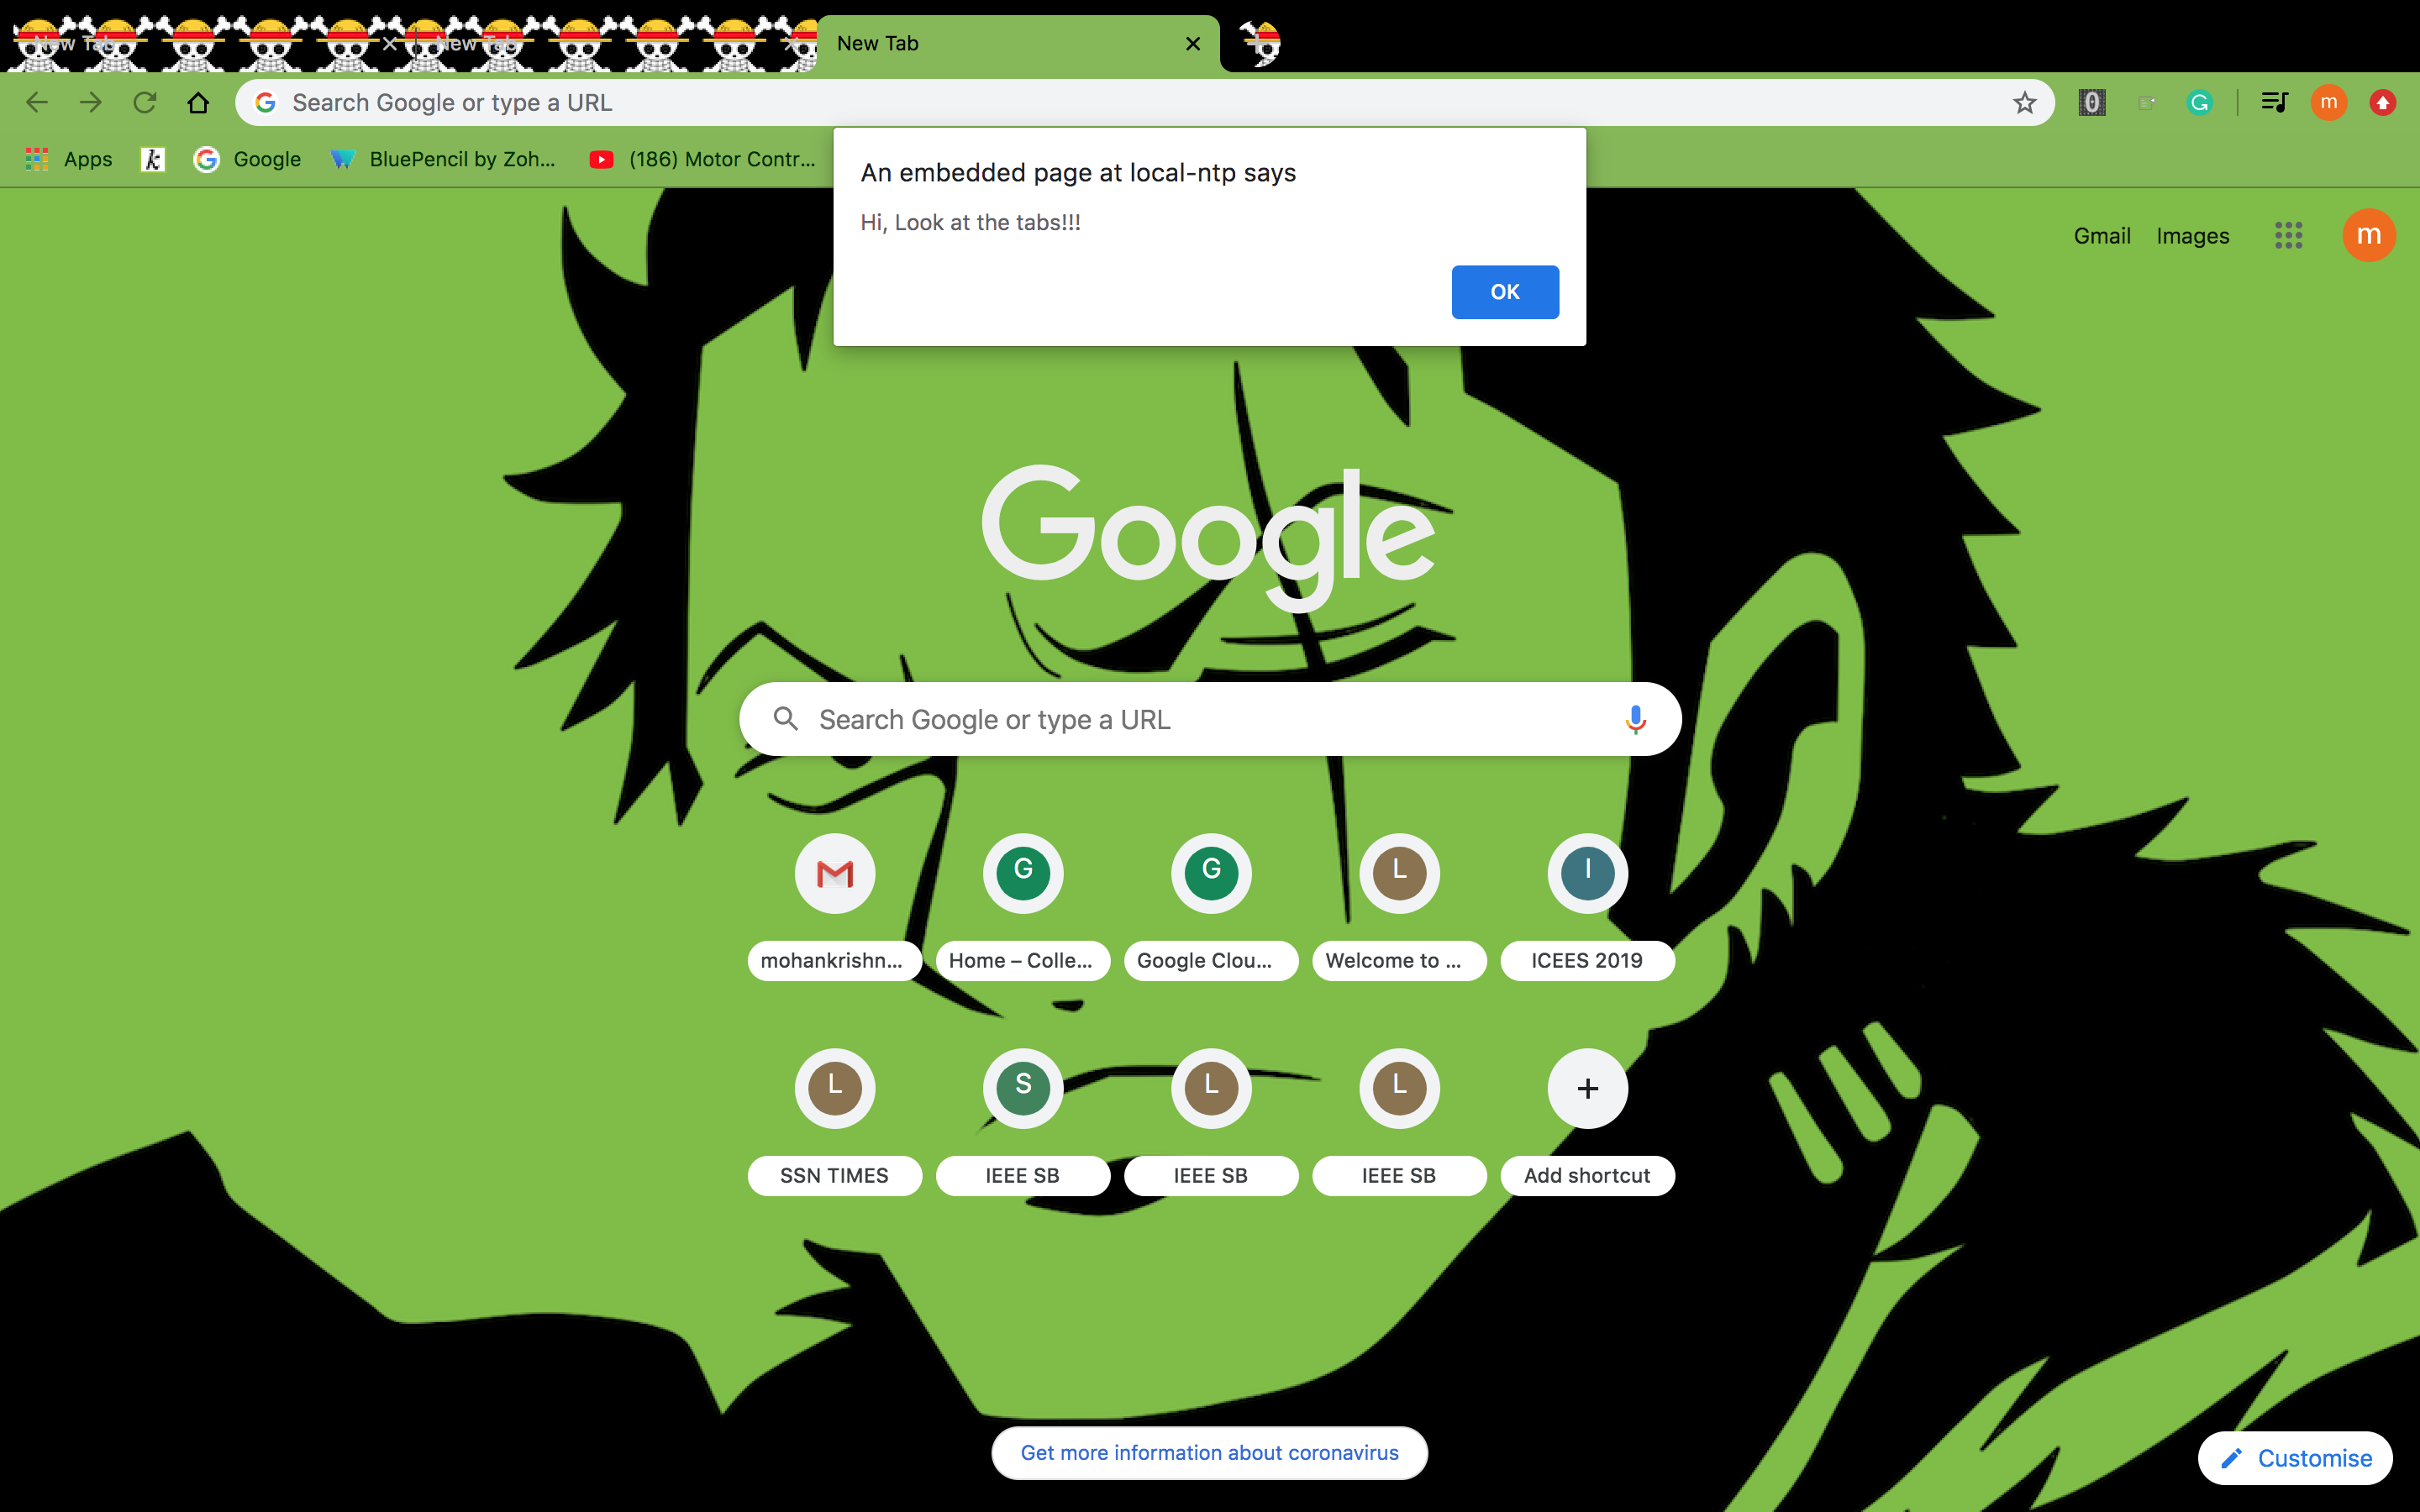 New Tab
New Tab
New Tab
Search Google or type a URL
0
G
m
Apps
k
Google
BluePencil by Zoh...
(186) Motor Contr...
An embedded page at local-ntp says
Hi, Look at the tabs!!!
OK
Gmail
Images
m
Google
Search Google or type a URL
G
G
L
I
mohankrishn...
Home – Colle...
Google Clou...
Welcome to ...
ICEES 2019
L
S
L
L
SSN TIMES
IEEE SB
IEEE SB
IEEE SB
Add shortcut
Get more information about coronavirus
Customise